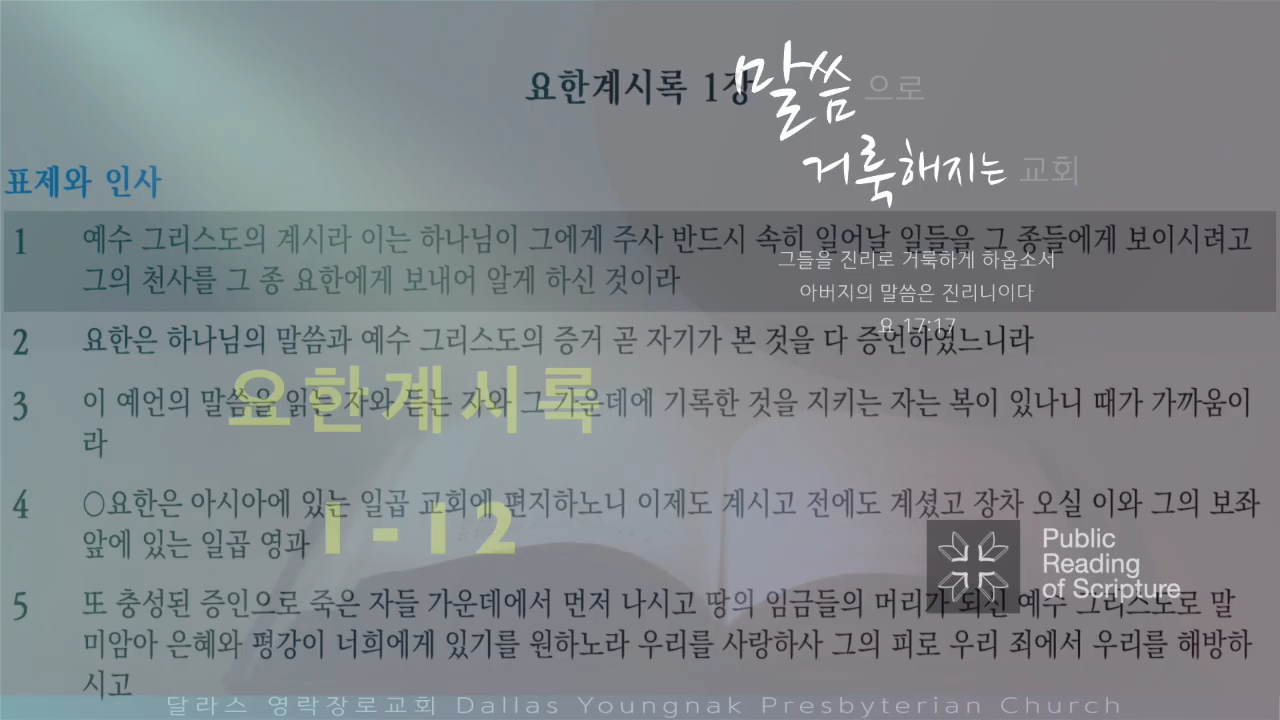 요한계시록 1장
말씀으로
거룩해지는 교회
표제와 인사
1 예수 그리스도의 계시라 이는 하나님이 그에게 주사 반드시 속히 일어날 일들을 그 종들에게 보이시려고
그의 천사를 그 종 요한에게 보내어 알게 하신 것이라
그들을 진리로 거룩하게 하옵소서
아버지의 말씀은 진리니이다
요 17:17
2 요한은 하나님의 말씀과 예수 그리스도의 증거 곧 자기가 본 것을 다 증언하였느니라
요한계시록
1-12
3 이 예언의 말씀을 읽는 자와 듣는 자와 그 가운데에 기록한 것을 지키는 자는 복이 있나니 때가 가까움이
라
4 ○요한은 아시아에 있는 일곱 교회에 편지하노니 이제도 계시고 전에도 계셨고 장차 오실 이와 그의 보좌
앞에 있는 일곱 영과
Public
Reading
of Scripture
5 또 충성된 증인으로 죽은 자들 가운데에서 먼저 나시고 땅의 임금들의 머리가 되신 예수 그리스도로 말
미암아 은혜와 평강이 너희에게 있기를 원하노라 우리를 사랑하사 그의 피로 우리 죄에서 우리를 해방하
시고
달라스 영락장로교회 Dallas Youngnak Presbyterian Church